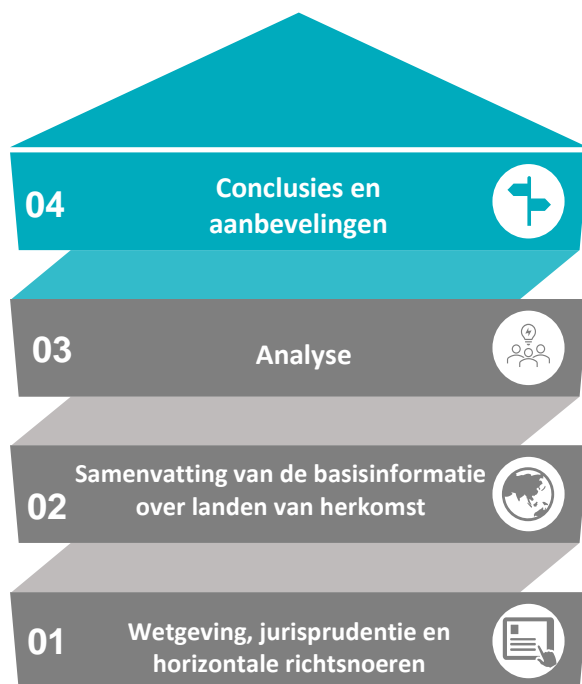 04
Conclusies en
aanbevelingen
03
Analyse
02
Samenvatting van de basisinformatie
over landen van herkomst
01
Wetgeving, jurisprudentie en
horizontale richtsnoeren